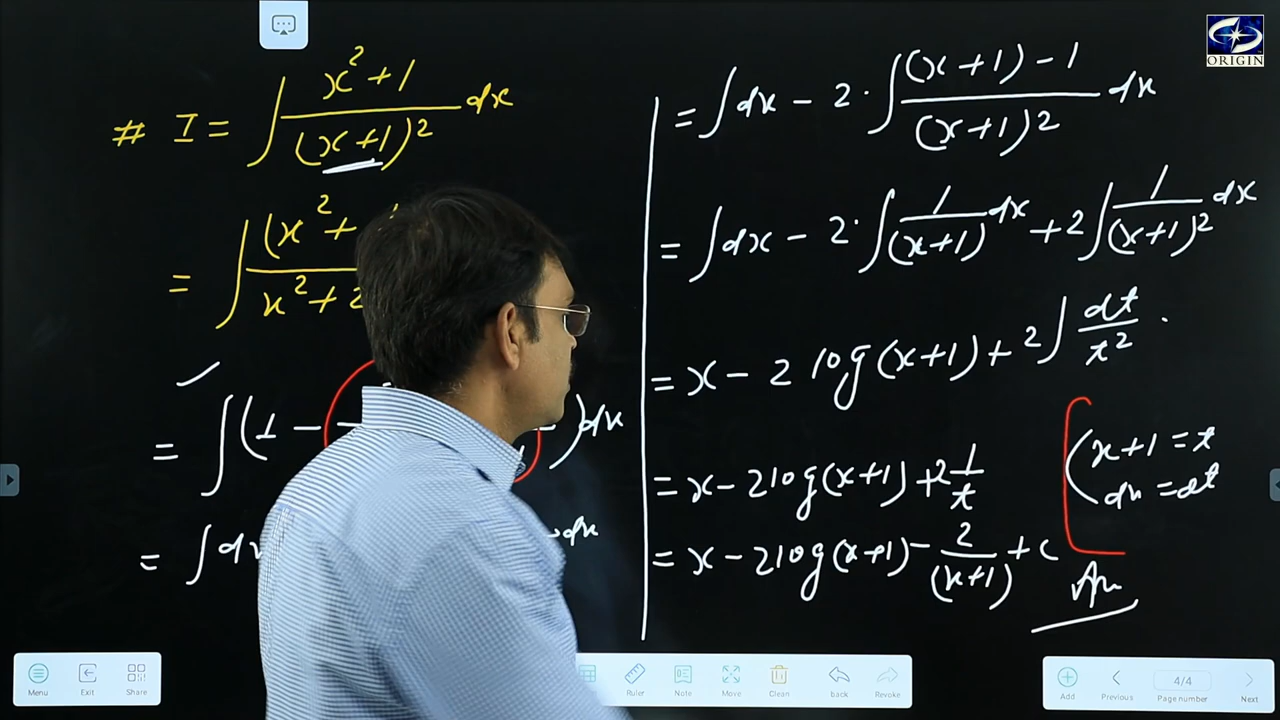 # I = ∫ x² + 1 / (x + 1)² dx
= ∫ (x² +
x² + 2
= ∫ (1 −
) dx
= ∫ dx
dx
= ∫ dx − 2 · ∫ (x + 1) − 1 / (x + 1)² dx
= ∫ dx − 2 · ∫ 1 / (x + 1) dx + 2 ∫ 1 / (x + 1)² dx
= x − 2 log (x + 1) + 2 ∫ dt / t² .
= x − 2 log (x + 1) + 2 1 / t
(x + 1 = t
dx = dt
= x − 2 log (x + 1) − 2 / (x + 1) + c
ORIGIN
Menu
Exit
Share
Ruler
Note
Move
Clean
back
Revoke
Add
Previous
4/4
Page number
Next